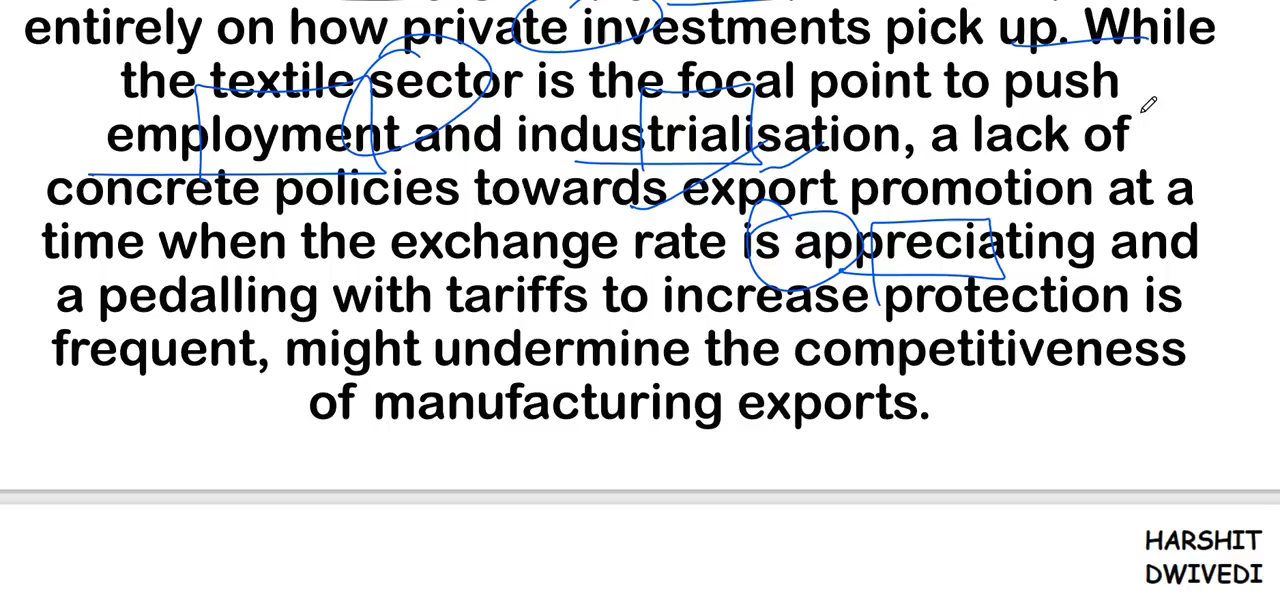 entirely on how private investments pick up. While
the textile sector is the focal point to push
employment and industrialisation, a lack of
concrete policies towards export promotion at a
time when the exchange rate is appreciating and
a pedalling with tariffs to increase protection is
frequent, might undermine the competitiveness
of manufacturing exports.
HARSHIT
DWIVEDI